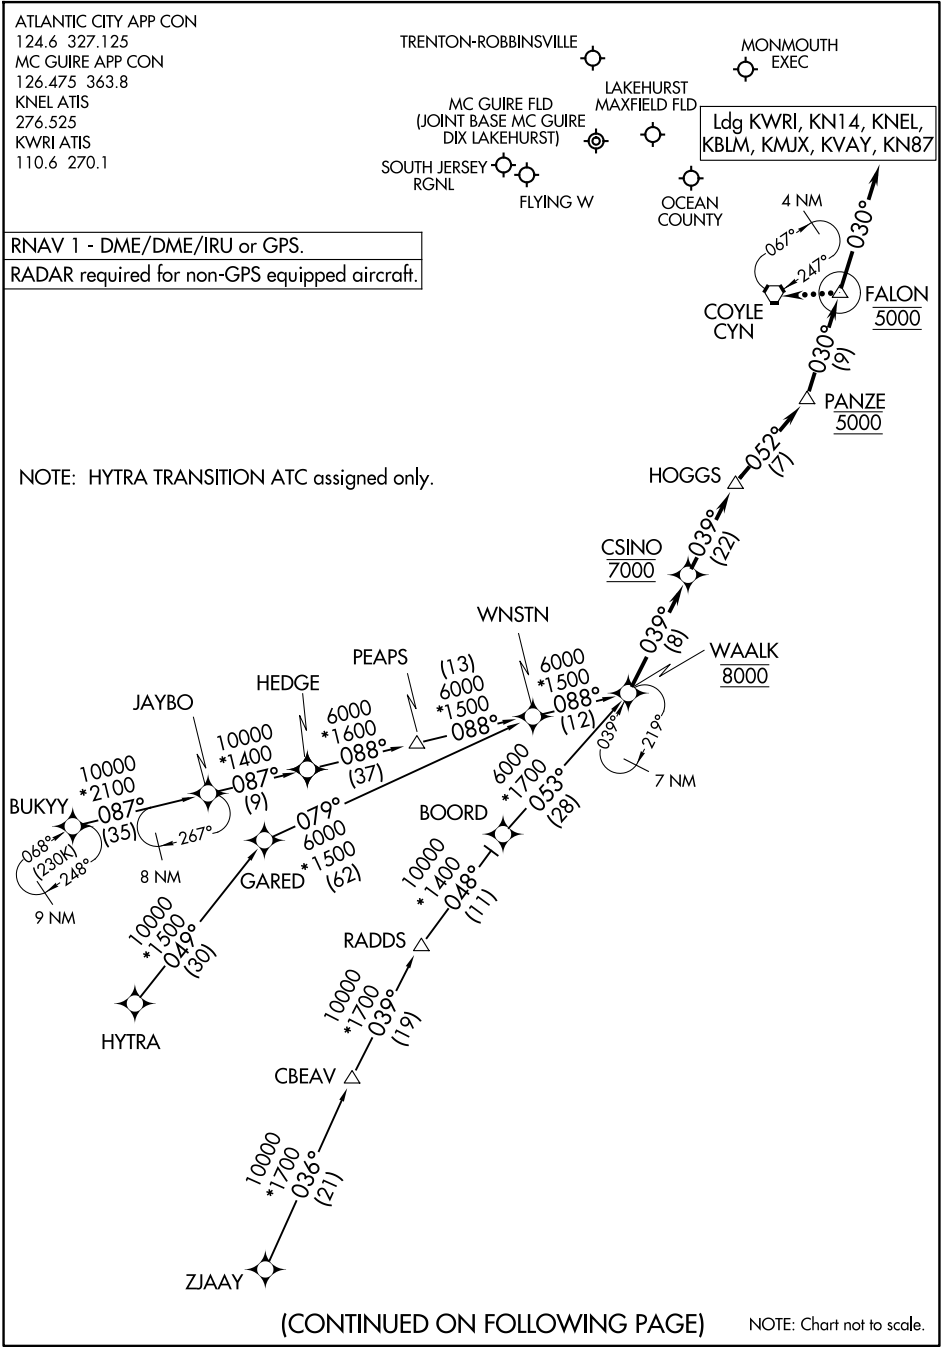 ATLANTIC CITY APP CON
124.6 327.125
MC GUIRE APP CON
126.475 363.8
KNEL ATIS
276.525
KWRI ATIS
110.6 270.1
TRENTON-ROBBINSVILLE
MONMOUTH
EXEC
LAKEHURST
MAXFIELD FLD
MC GUIRE FLD
(JOINT BASE MC GUIRE
DIX LAKEHURST)
SOUTH JERSEY
RGNL
FLYING W
OCEAN
COUNTY
Ldg KWRI, KN14, KNEL,
KBLM, KMJX, KVAY, KN87
RNAV 1 - DME/DME/IRU or GPS.
RADAR required for non-GPS equipped aircraft.
4 NM
067°
247°
030°
COYLE
CYN
FALON
5000
030°
(9)
PANZE
5000
NOTE: HYTRA TRANSITION ATC assigned only.
052°
(7)
HOGGS
039°
(22)
CSINO
7000
039°
(8)
WAALK
8000
039°
219°
7 NM
WNSTN
6000
*1500
088°
(12)
PEAPS
(13)
6000
*1500
088°
HEDGE
6000
*1600
088°
(37)
JAYBO
10000
*1400
087°
(9)
267°
8 NM
BUKYY
10000
*2100
087°
(35)
068°
(230K)
248°
9 NM
GARED
079°
6000
*1500
(62)
10000
*1500
049°
(30)
HYTRA
BOORD
6000
*1700
053°
(28)
10000
*1400
048°
(11)
RADDS
10000
*1700
039°
(19)
CBEAV
10000
*1700
036°
(21)
ZJAAY
(CONTINUED ON FOLLOWING PAGE)
NOTE: Chart not to scale.